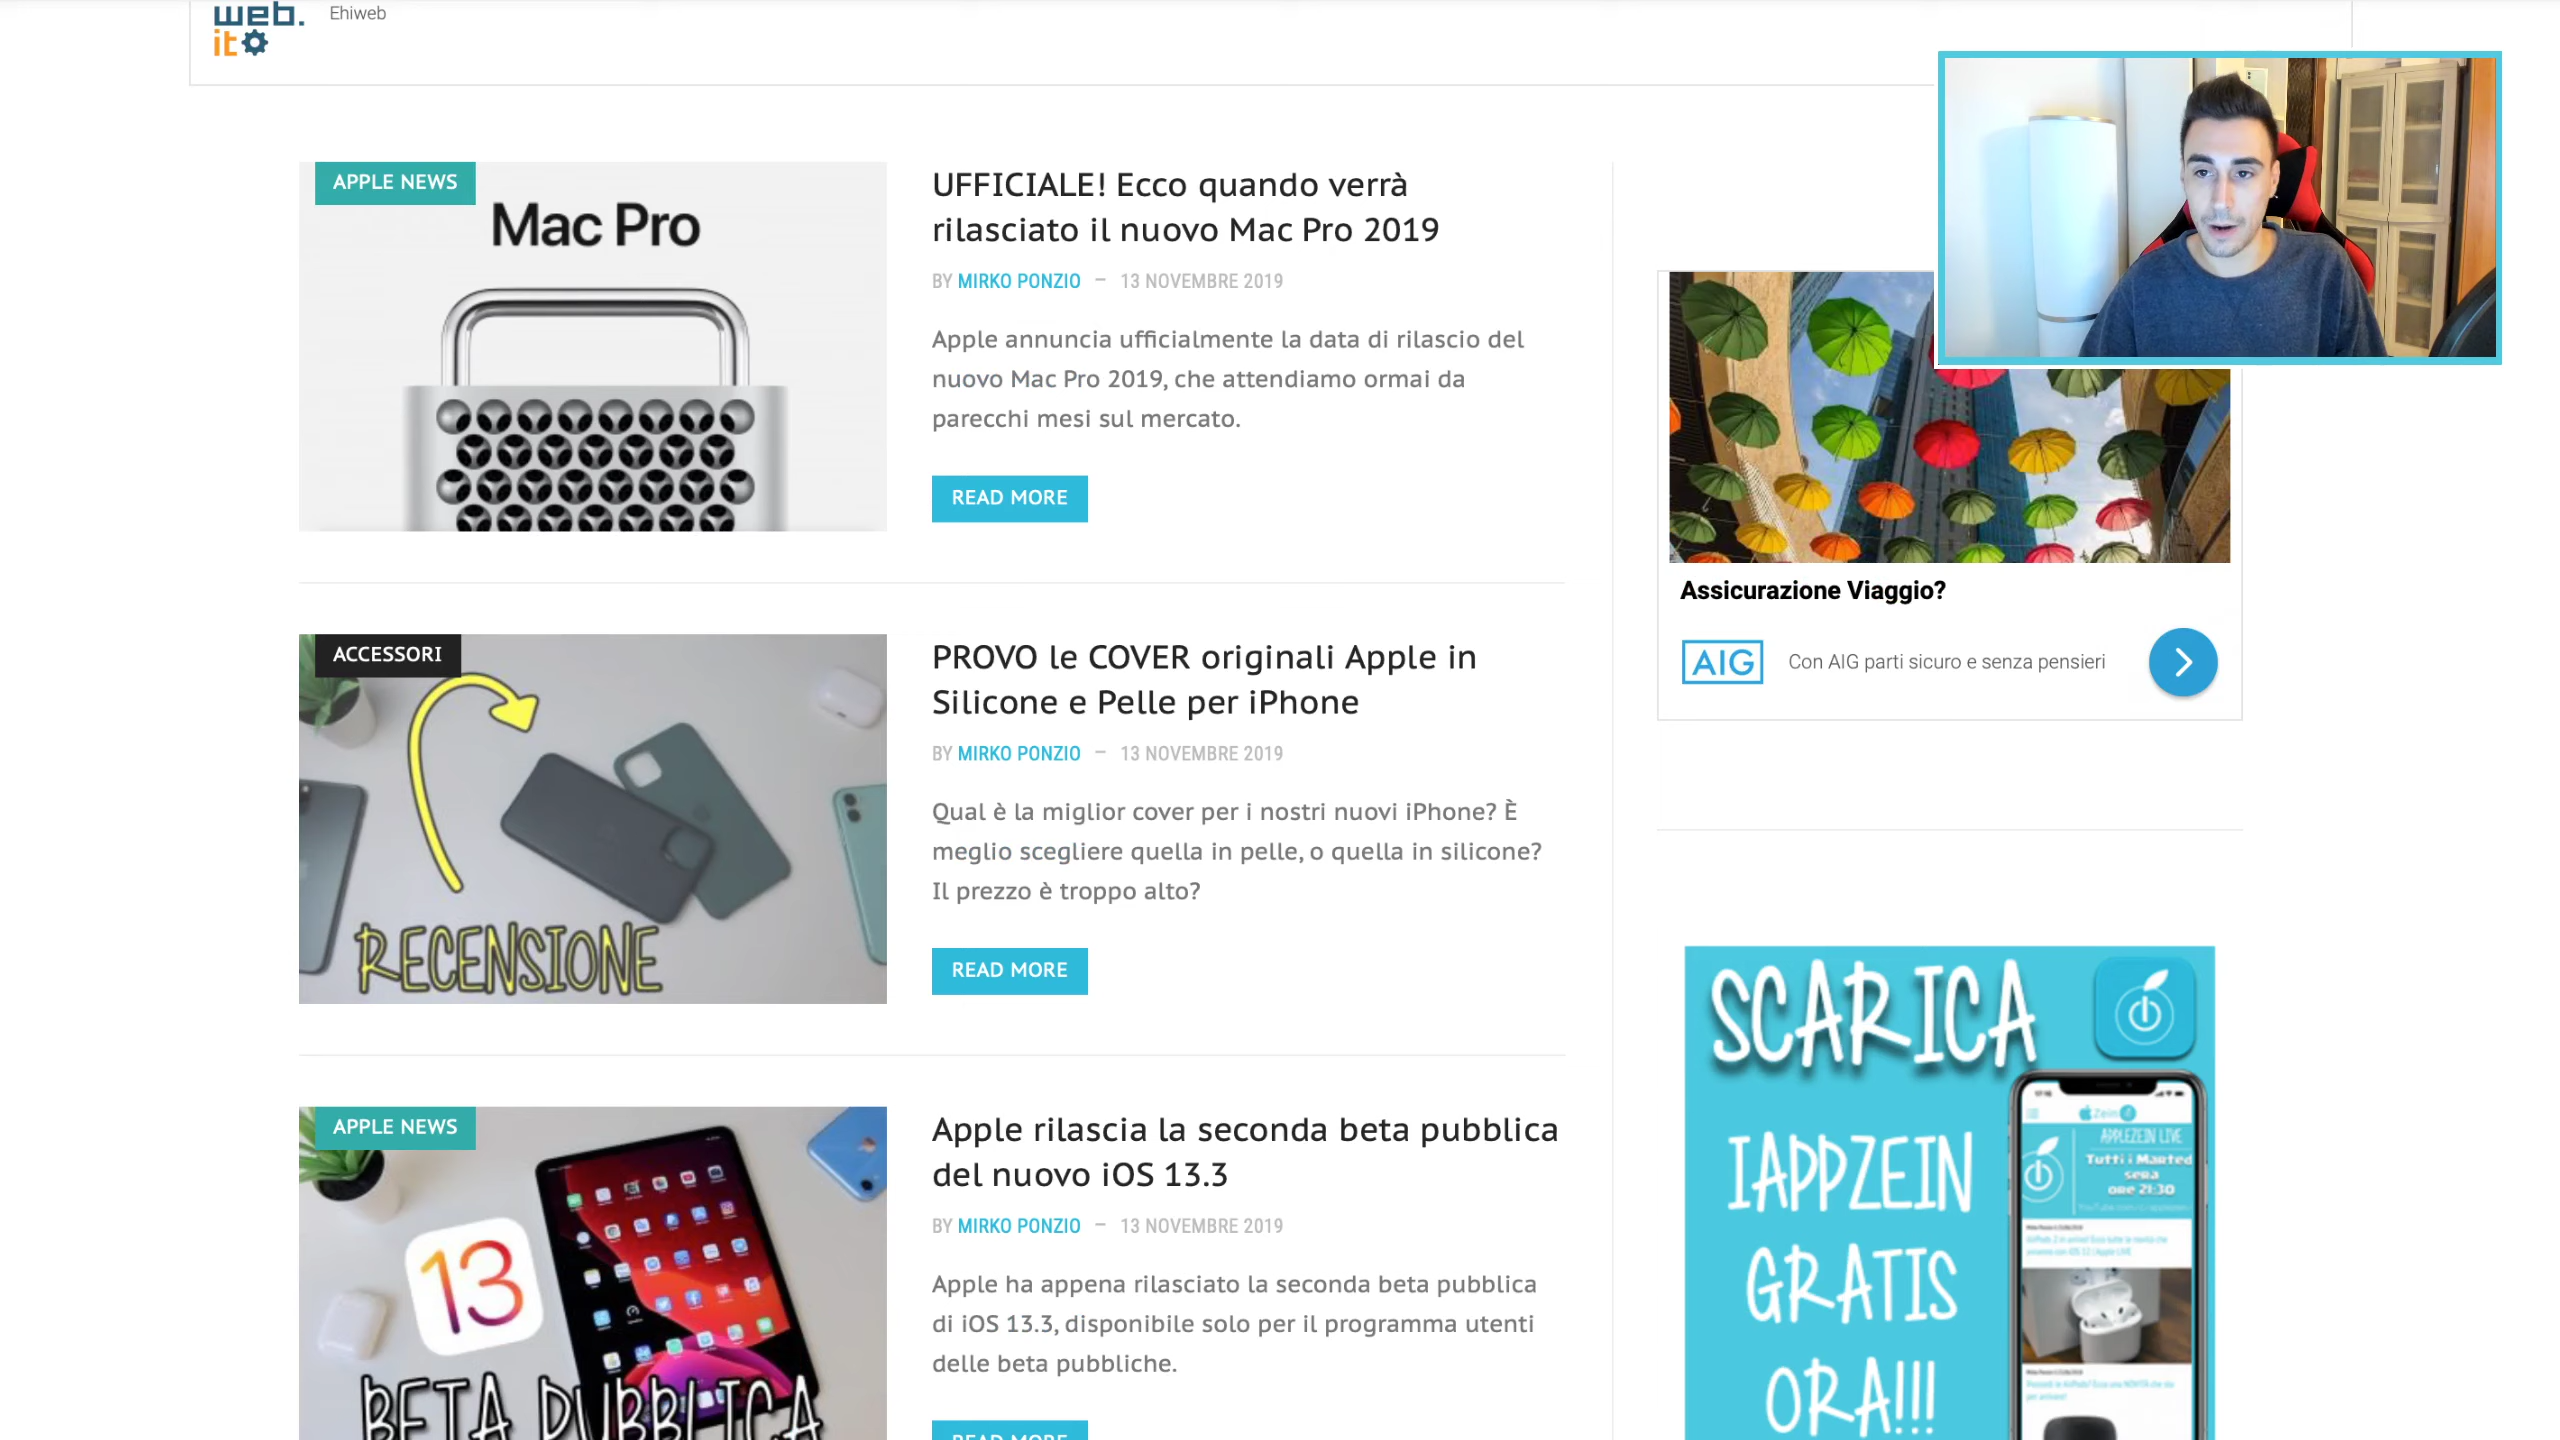 web.
it
Ehiweb
APPLE NEWS
Mac Pro
UFFICIALE! Ecco quando verrà
rilasciato il nuovo Mac Pro 2019
BY MIRKO PONZIO – 13 NOVEMBRE 2019
Apple annuncia ufficialmente la data di rilascio del
nuovo Mac Pro 2019, che attendiamo ormai da
parecchi mesi sul mercato.
READ MORE
ACCESSORI
RECENSIONE
PROVO le COVER originali Apple in
Silicone e Pelle per iPhone
BY MIRKO PONZIO – 13 NOVEMBRE 2019
Qual è la miglior cover per i nostri nuovi iPhone? È
meglio scegliere quella in pelle, o quella in silicone?
Il prezzo è troppo alto?
READ MORE
APPLE NEWS
13
BETA PUBBLICA
Apple rilascia la seconda beta pubblica
del nuovo iOS 13.3
BY MIRKO PONZIO – 13 NOVEMBRE 2019
Apple ha appena rilasciato la seconda beta pubblica
di iOS 13.3, disponibile solo per il programma utenti
delle beta pubbliche.
READ MORE
Assicurazione Viaggio?
AIG
Con AIG parti sicuro e senza pensieri
SCARICA
IAPPZEIN
GRATIS
ORA!!!
Zein
APPLEZEIN LIVE
Tutti i Marted
sera
ore 21:30